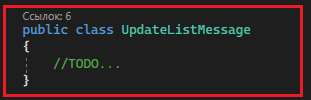 Ссылок: 6
public class UpdateListMessage
{
//TODO...
}